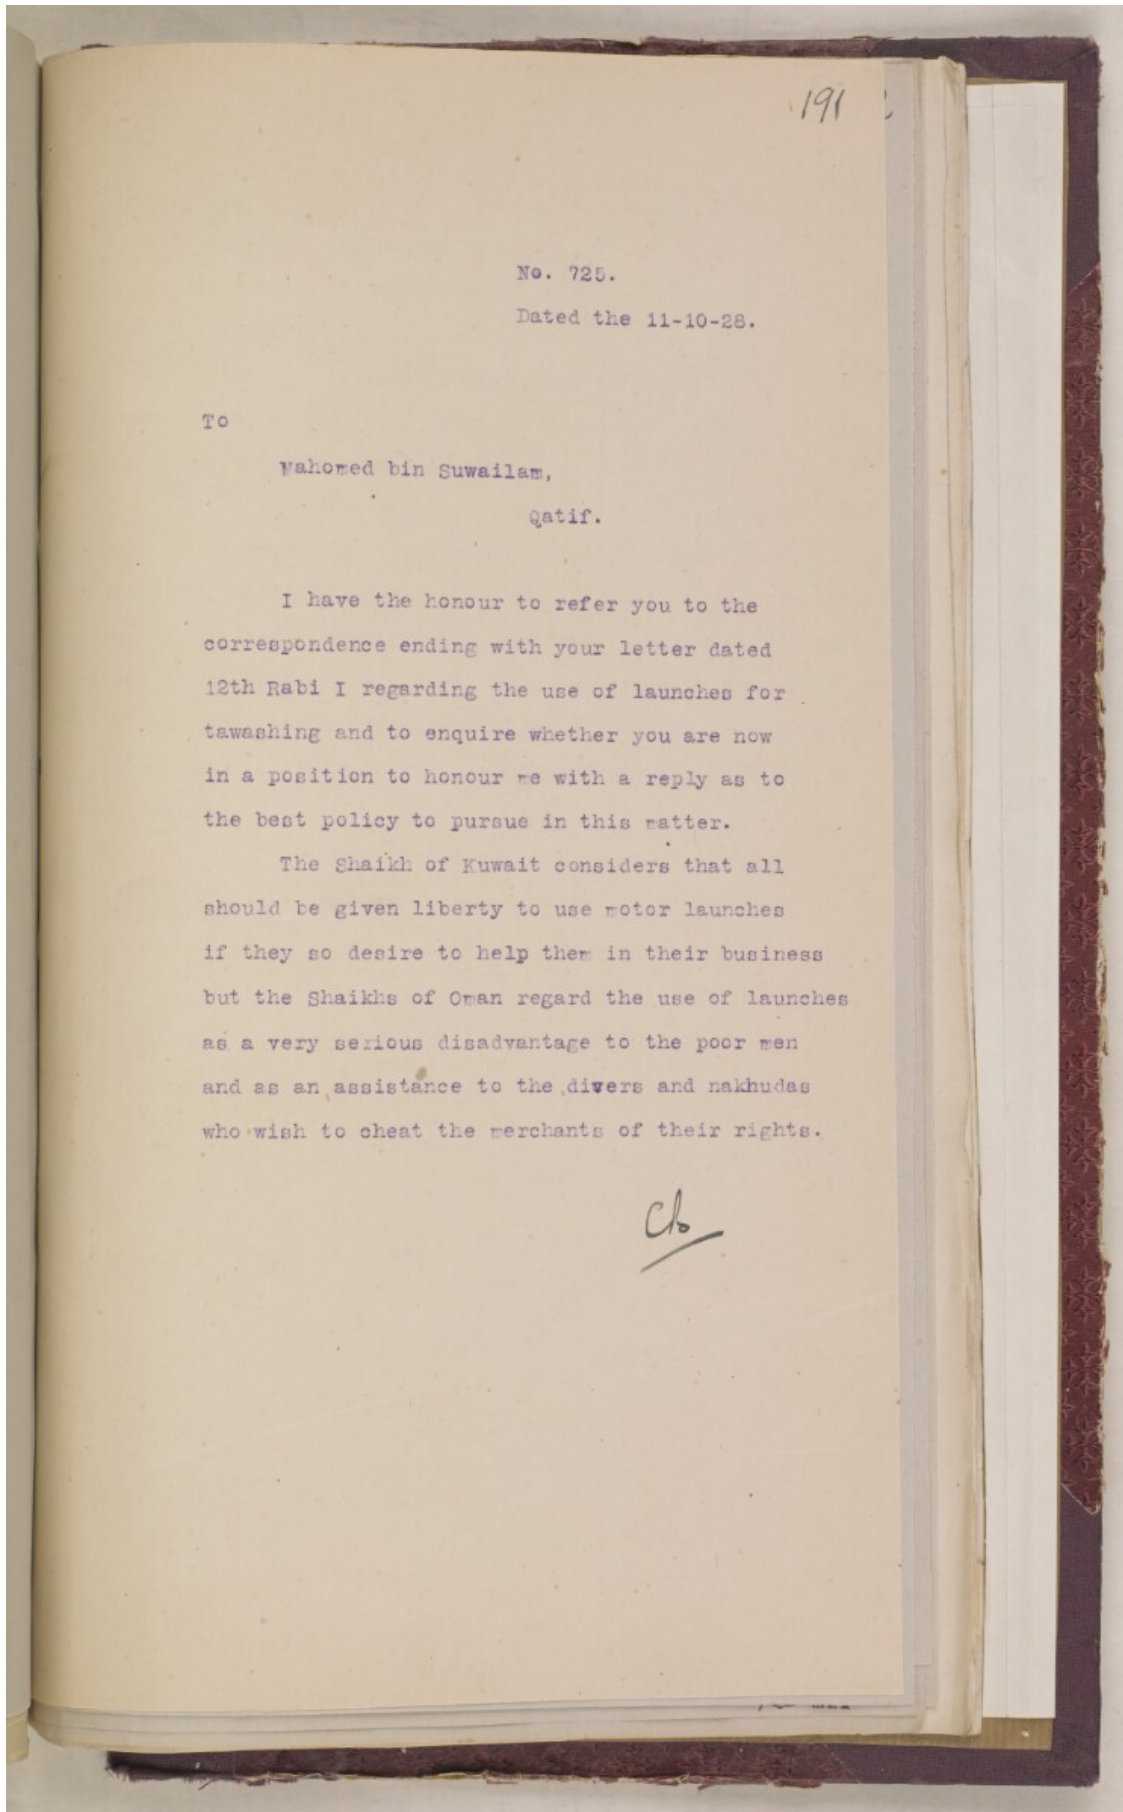 191
No. 725.
Dated the 11-10-28.
To
Mahomed bin Suwailam,
Qatif.
I have the honour to refer you to the
correspondence ending with your letter dated
12th Rabi I regarding the use of launches for
tawashing and to enquire whether you are now
in a position to honour me with a reply as to
the best policy to pursue in this matter.
The Shaikh of Kuwait considers that all
should be given liberty to use motor launches
if they so desire to help them in their business
but the Shaikhs of Oman regard the use of launches
as a very serious disadvantage to the poor men
and as an assistance to the divers and nakhudas
who wish to cheat the merchants of their rights.